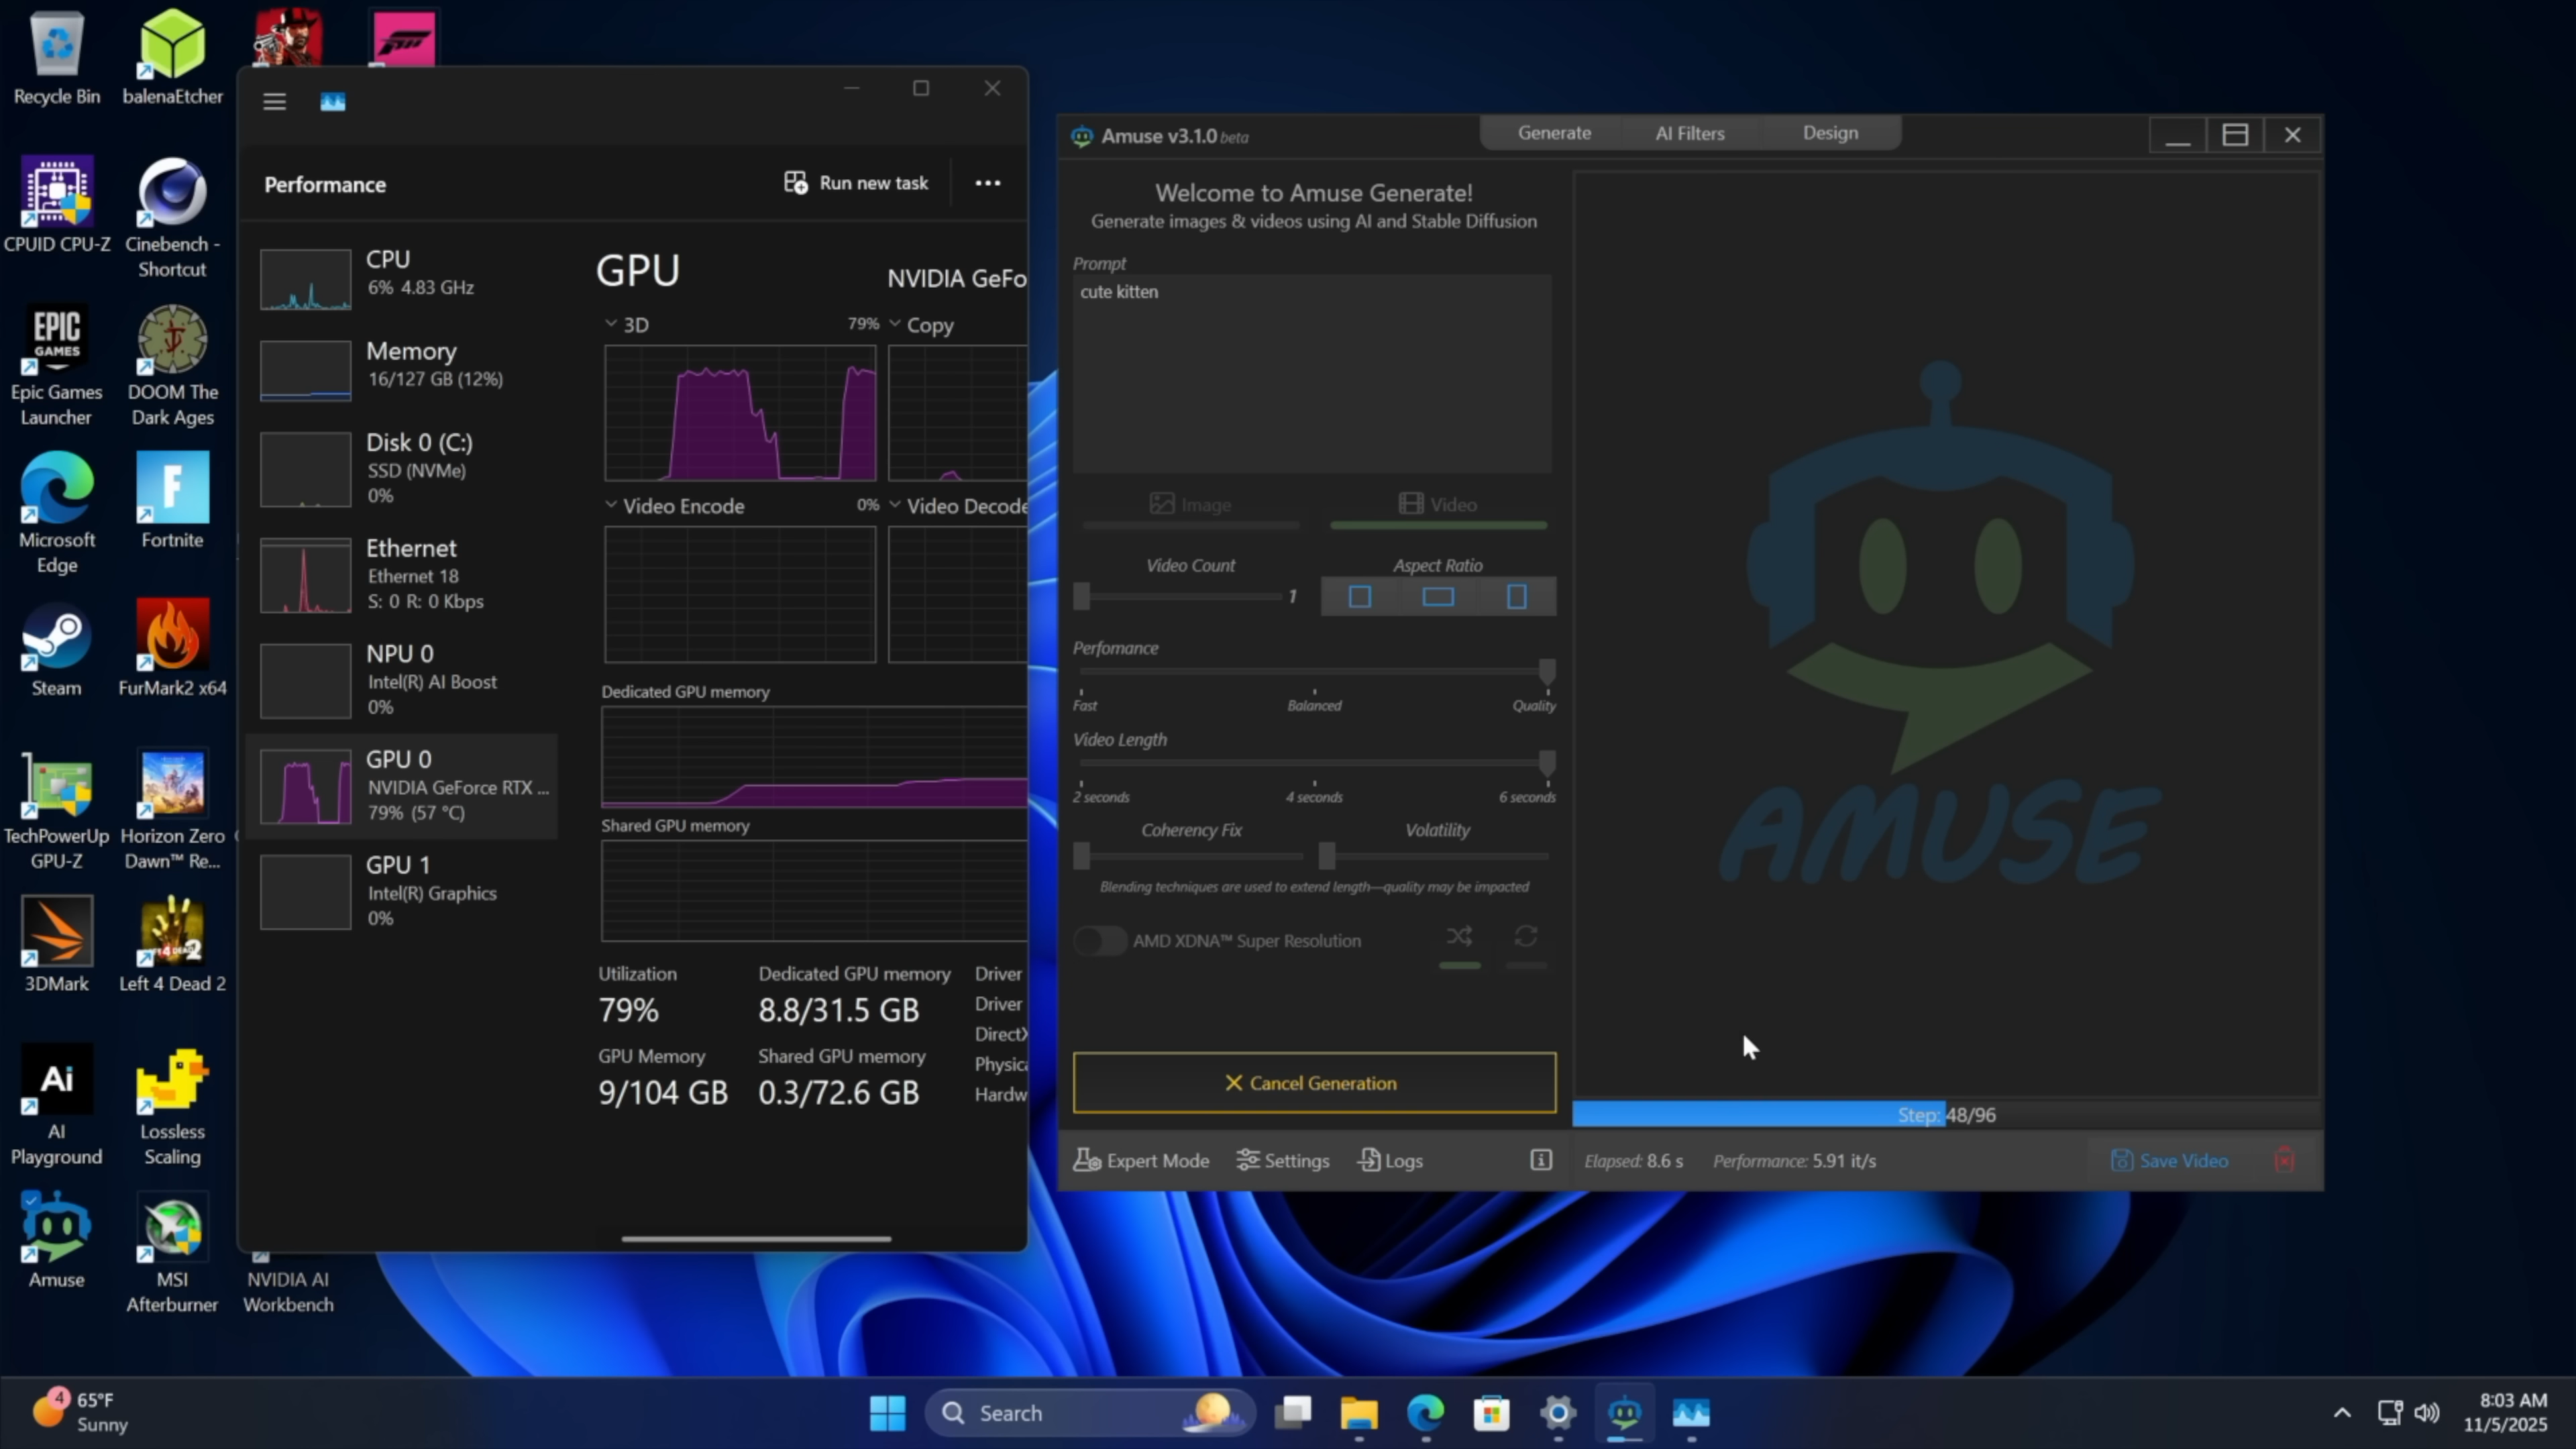 Recycle Bin
balenaEtcher
CPUID CPU-Z
Cinebench -
Shortcut
EPIC
GAMES
Epic Games
Launcher
DOOM The
Dark Ages
Microsoft
Edge
Fortnite
Steam
FurMark2 x64
TechPowerUp
GPU-Z
Horizon Zero
Dawn™ Re...
3DMark
Left 4 Dead 2
Ai
AI
Playground
Lossless
Scaling
Amuse
MSI
Afterburner
NVIDIA AI
Workbench
Performance
Run new task
CPU
6% 4.83 GHz
Memory
16/127 GB (12%)
Disk 0 (C:)
SSD (NVMe)
0%
Ethernet
Ethernet 18
S: 0 R: 0 Kbps
NPU 0
Intel(R) AI Boost
0%
GPU 0
NVIDIA GeForce RTX ...
79% (57 °C)
GPU 1
Intel(R) Graphics
0%
GPU
NVIDIA GeFo
3D 79%
Copy
Video Encode 0%
Video Decode
Dedicated GPU memory
Shared GPU memory
Utilization
79%
Dedicated GPU memory
8.8/31.5 GB
GPU Memory
9/104 GB
Shared GPU memory
0.3/72.6 GB
Driver
Driver
DirectX
Physica
Hardw
Amuse v3.1.0 beta
Generate
AI Filters
Design
Welcome to Amuse Generate!
Generate images & videos using AI and Stable Diffusion
Prompt
cute kitten
Image
Video
Video Count
1
Aspect Ratio
Perfomance
Fast
Balanced
Quality
Video Length
2 seconds
4 seconds
6 seconds
Coherency Fix
Volatility
Blending techniques are used to extend length—quality may be impacted
AMD XDNA™ Super Resolution
Cancel Generation
Expert Mode
Settings
Logs
AMUSE
Step: 48/96
Elapsed: 8.6 s
Performance: 5.91 it/s
Save Video
4
65°F
Sunny
Search
8:03 AM
11/5/2025